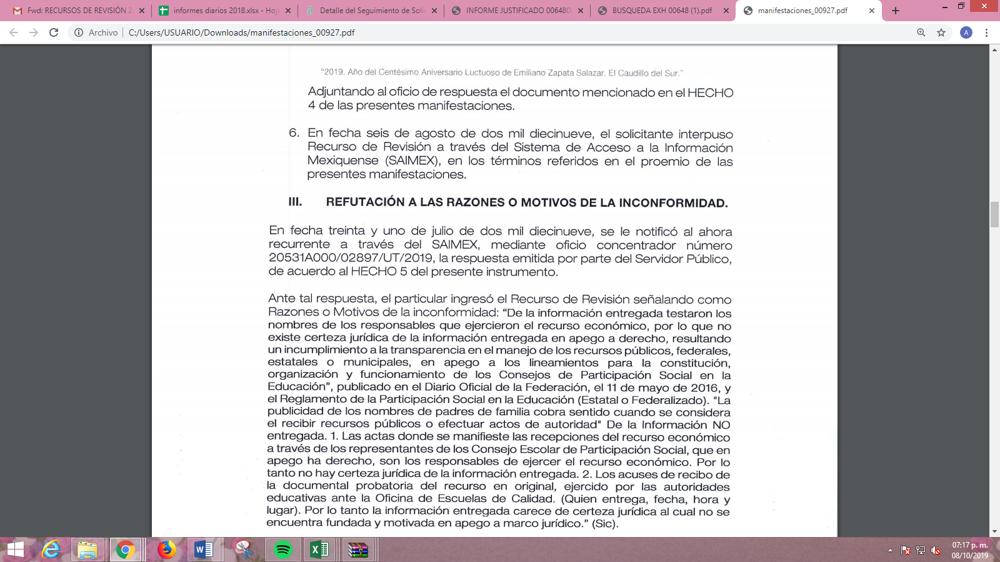 Fwd: RECURSOS DE REVISIÓN 2
informes diarios 2018.xlsx - Hoj
Detalle del Seguimiento de Solic
INFORME JUSTIFICADO 006480
BUSQUEDA EXH 00648 (1).pdf
manifestaciones_00927.pdf
Archivo
C:/Users/USUARIO/Downloads/manifestaciones_00927.pdf
A
"2019. Año del Centésimo Aniversario Luctuoso de Emiliano Zapata Salazar. El Caudillo del Sur."
Adjuntando al oficio de respuesta el documento mencionado en el HECHO
4 de las presentes manifestaciones.
6. En fecha seis de agosto de dos mil diecinueve, el solicitante interpuso
Recurso de Revisión a través del Sistema de Acceso a la Información
Mexiquense (SAIMEX), en los términos referidos en el proemio de las
presentes manifestaciones.
III. REFUTACIÓN A LAS RAZONES O MOTIVOS DE LA INCONFORMIDAD.
En fecha treinta y uno de julio de dos mil diecinueve, se le notificó al ahora
recurrente a través del SAIMEX, mediante oficio concentrador número
20531A000/02897/UT/2019, la respuesta emitida por parte del Servidor Público,
de acuerdo al HECHO 5 del presente instrumento.
Ante tal respuesta, el particular ingresó el Recurso de Revisión señalando como
Razones o Motivos de la inconformidad: "De la información entregada testaron los
nombres de los responsables que ejercieron el recurso económico, por lo que no
existe certeza jurídica de la información entregada en apego a derecho, resultando
un incumplimiento a la transparencia en el manejo de los recursos públicos, federales,
estatales o municipales, en apego a los lineamientos para la constitución,
organización y funcionamiento de los Consejos de Participación Social en la
Educación", publicado en el Diario Oficial de la Federación, el 11 de mayo de 2016, y
el Reglamento de la Participación Social en la Educación (Estatal o Federalizado). "La
publicidad de los nombres de padres de familia cobra sentido cuando se considera
el recibir recursos públicos o efectuar actos de autoridad" De la Información NO
entregada. 1. Las actas donde se manifieste las recepciones del recurso económico
a través de los representantes de los Consejo Escolar de Participación Social, que en
apego ha derecho, son los responsables de ejercer el recurso económico. Por lo
tanto no hay certeza jurídica de la información entregada. 2. Los acuses de recibo de
la documental probatoria del recurso en original, ejercido por las autoridades
educativas ante la Oficina de Escuelas de Calidad. (Quien entrega, fecha, hora y
lugar). Por lo tanto la información entregada carece de certeza jurídica al cual no se
encuentra fundada y motivada en apego a marco jurídico." (Sic).
07:17 p. m.
08/10/2019